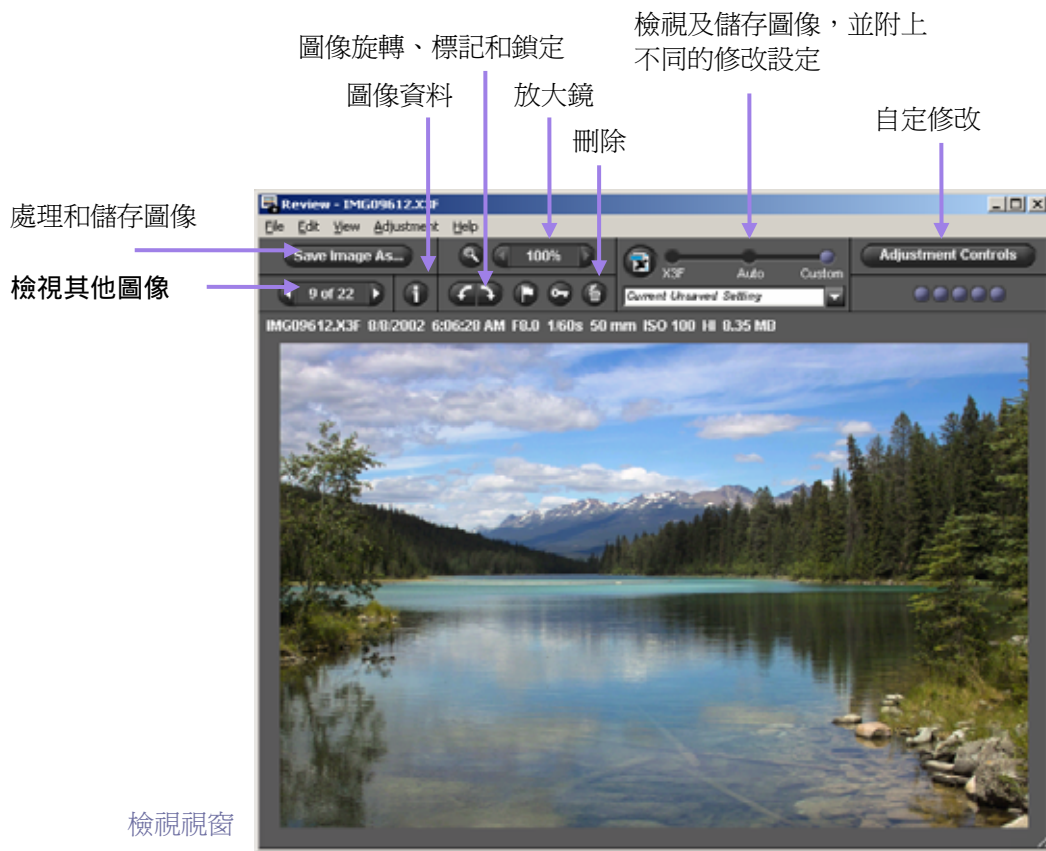 檢視及儲存圖像，並附上
不同的修改設定
圖像旋轉、標記和鎖定
圖像資料
放大鏡
自定修改
刪除
處理和儲存圖像
檢視其他圖像
Review - IMG09612.X3F
File Edit View Adjustment Help
Save Image As...
100%
X3F Auto Custom
Adjustment Controls
9 of 22
Current Unsaved Setting
IMG09612.X3F 8/8/2002 6:06:28 AM F8.0 1/60s 50 mm ISO 100 HI 8.35 MB
檢視視窗